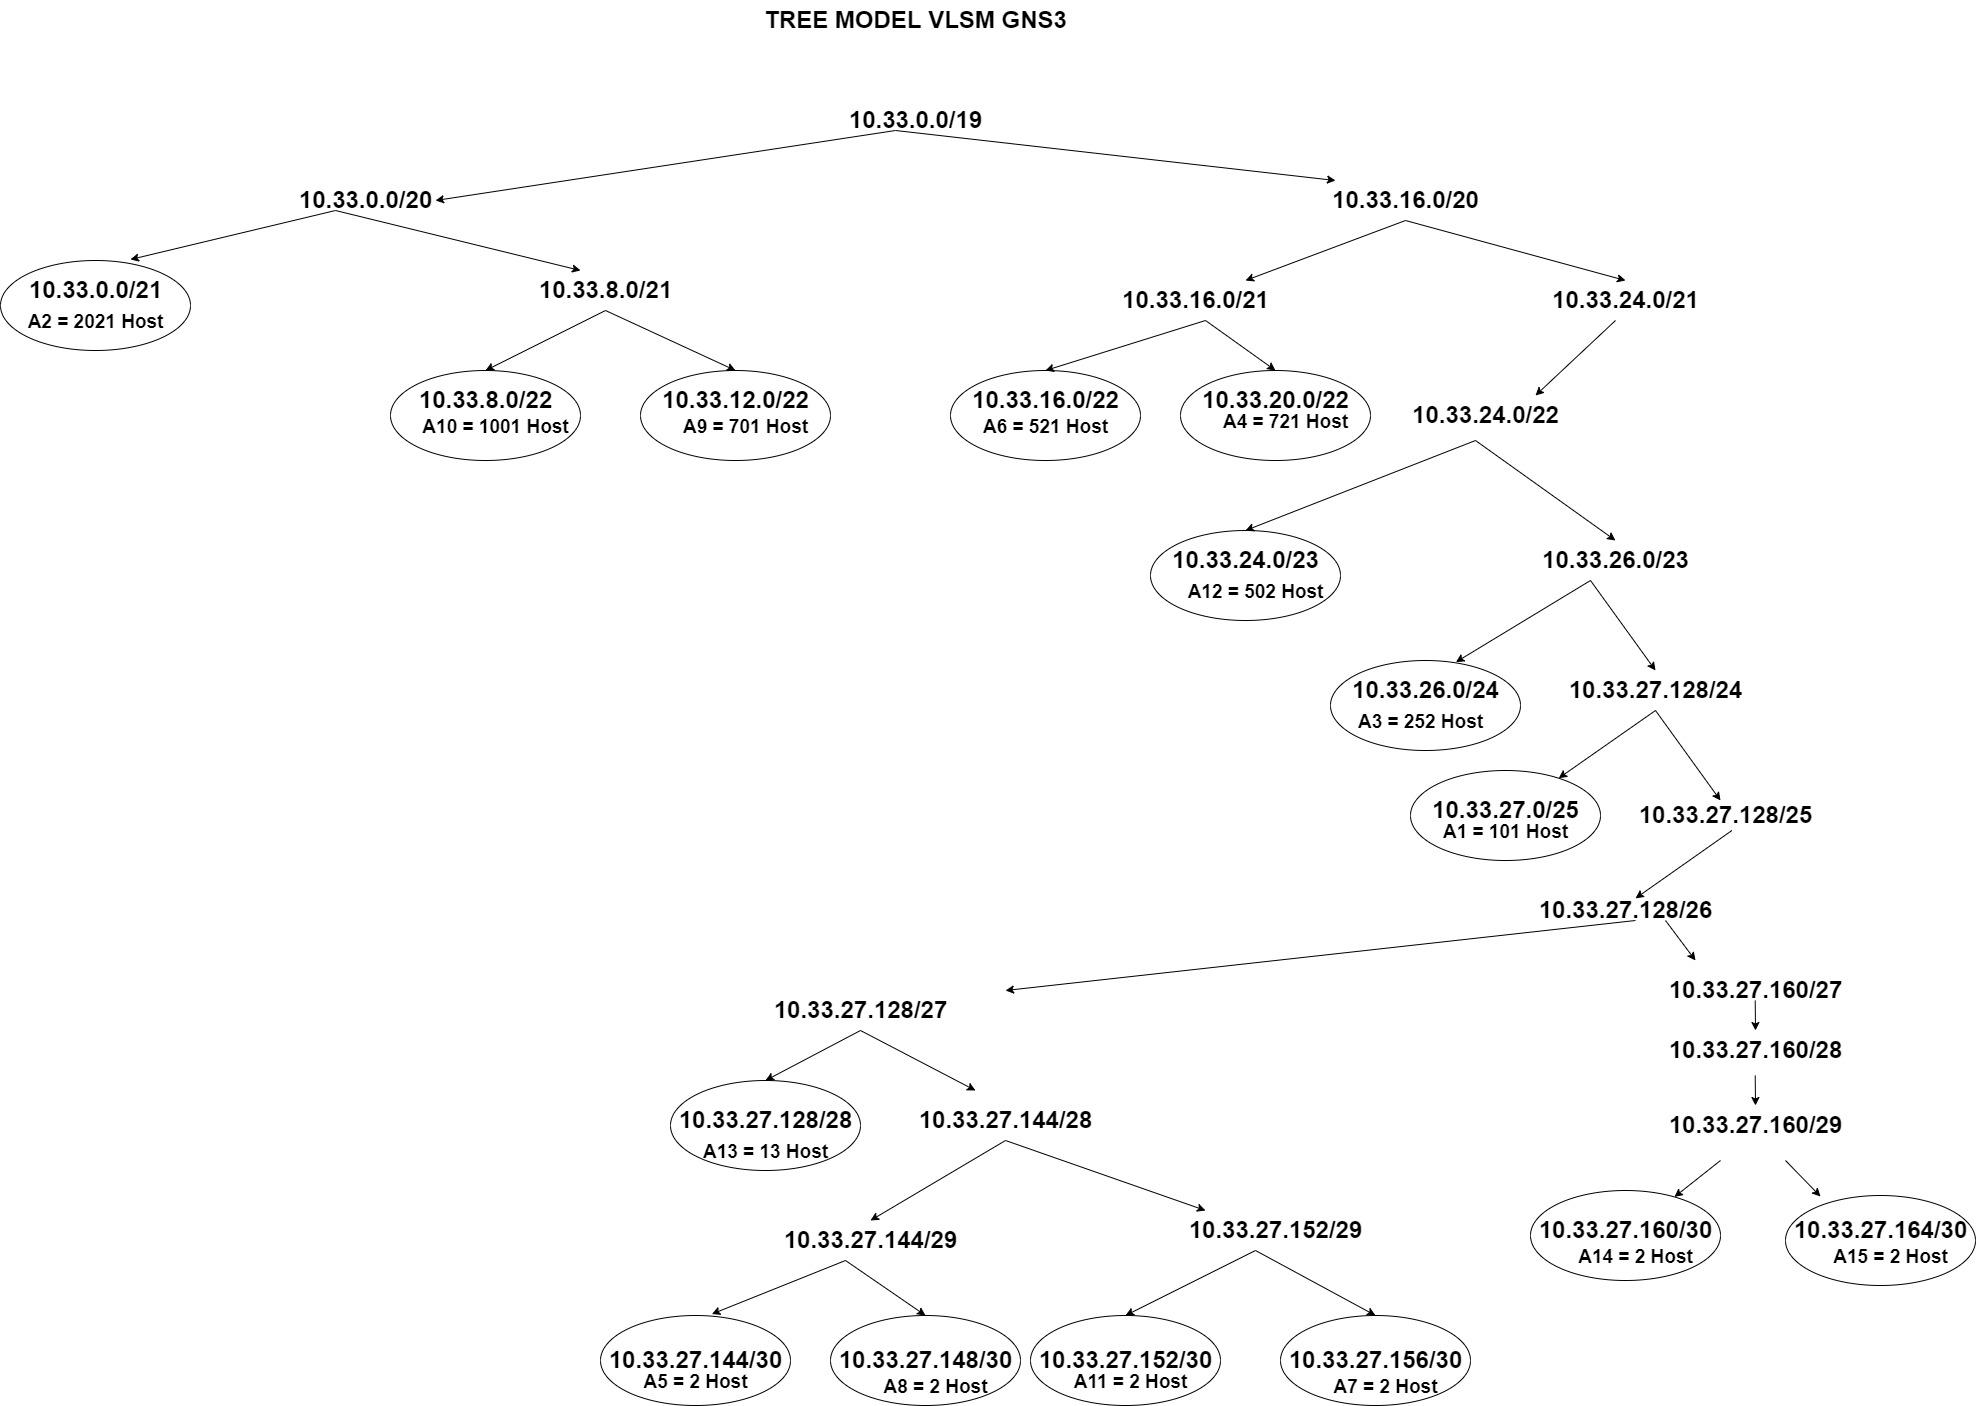 TREE MODEL VLSM GNS3
10.33.0.0/19
10.33.0.0/20
10.33.16.0/20
10.33.0.0/21
A2 = 2021 Host
10.33.8.0/21
10.33.16.0/21
10.33.24.0/21
10.33.8.0/22
A10 = 1001 Host
10.33.12.0/22
A9 = 701 Host
10.33.16.0/22
A6 = 521 Host
10.33.20.0/22
A4 = 721 Host
10.33.24.0/22
10.33.24.0/23
A12 = 502 Host
10.33.26.0/23
10.33.26.0/24
A3 = 252 Host
10.33.27.128/24
10.33.27.0/25
A1 = 101 Host
10.33.27.128/25
10.33.27.128/26
10.33.27.128/27
10.33.27.160/27
10.33.27.160/28
10.33.27.128/28
A13 = 13 Host
10.33.27.144/28
10.33.27.160/29
10.33.27.144/29
10.33.27.152/29
10.33.27.160/30
A14 = 2 Host
10.33.27.164/30
A15 = 2 Host
10.33.27.144/30
A5 = 2 Host
10.33.27.148/30
A8 = 2 Host
10.33.27.152/30
A11 = 2 Host
10.33.27.156/30
A7 = 2 Host